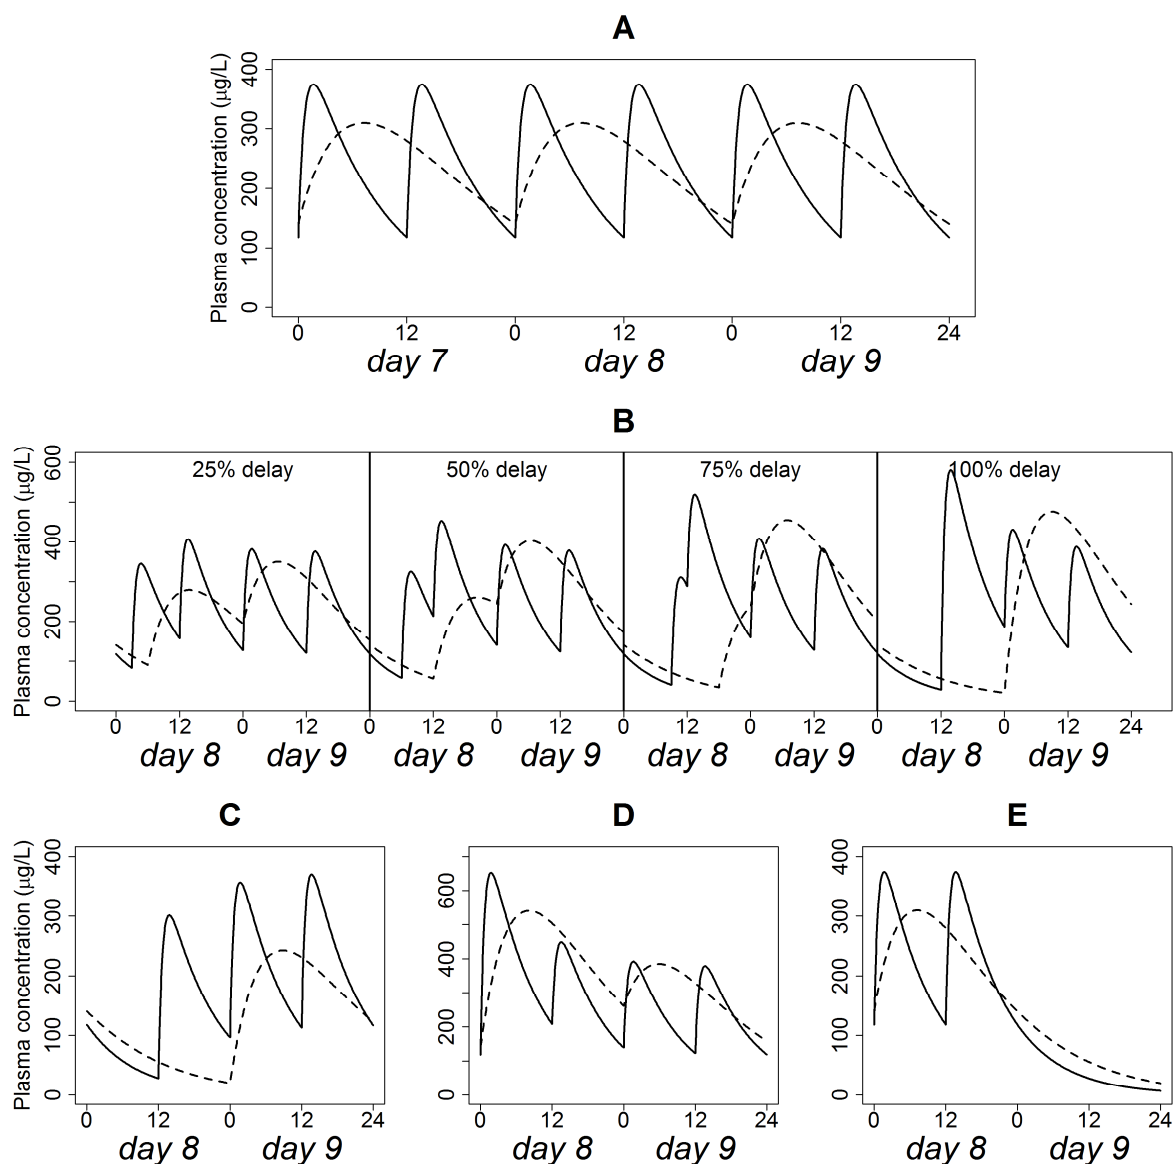 A
Plasma concentration (µg/L)
400
300
200
100
0
0 12 0 12 0 12 24
day 7 day 8 day 9
B
Plasma concentration (µg/L)
600
400
200
0
25% delay 50% delay 75% delay 100% delay
0 12 0 12 0 12 0 12 0 12 0 12 0 12 0 12 24
day 8 day 9 day 8 day 9 day 8 day 9 day 8 day 9
C
Plasma concentration (µg/L)
400
300
200
100
0
0 12 0 12 24
day 8 day 9
D
600
400
200
0
0 12 0 12 24
day 8 day 9
E
400
300
200
100
0
0 12 0 12 24
day 8 day 9